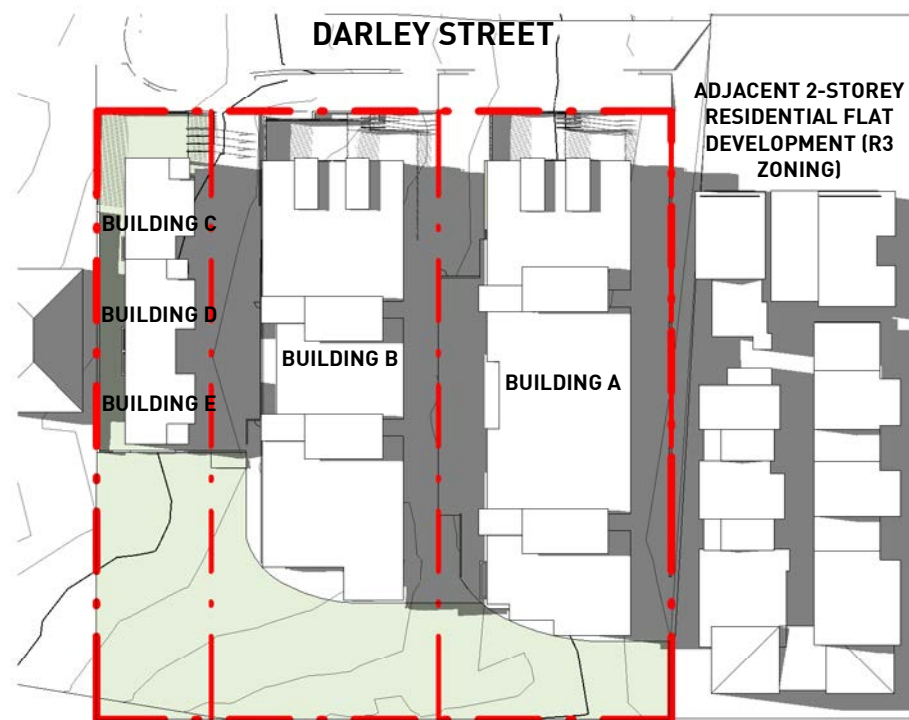 DARLEY STREET
ADJACENT 2-STOREY
RESIDENTIAL FLAT
DEVELOPMENT (R3
ZONING)
BUILDING C
BUILDING D
BUILDING B
BUILDING A
BUILDING E